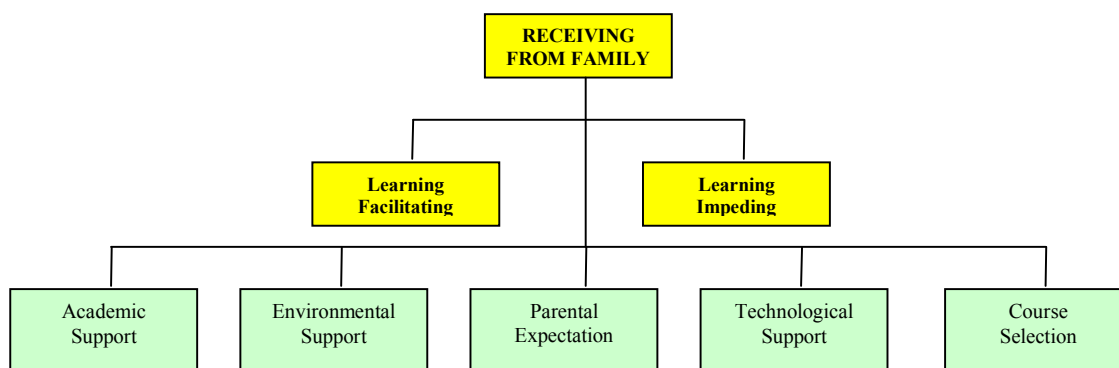 RECEIVING
FROM FAMILY
Learning
Facilitating
Learning
Impeding
Academic
Support
Environmental
Support
Parental
Expectation
Technological
Support
Course
Selection